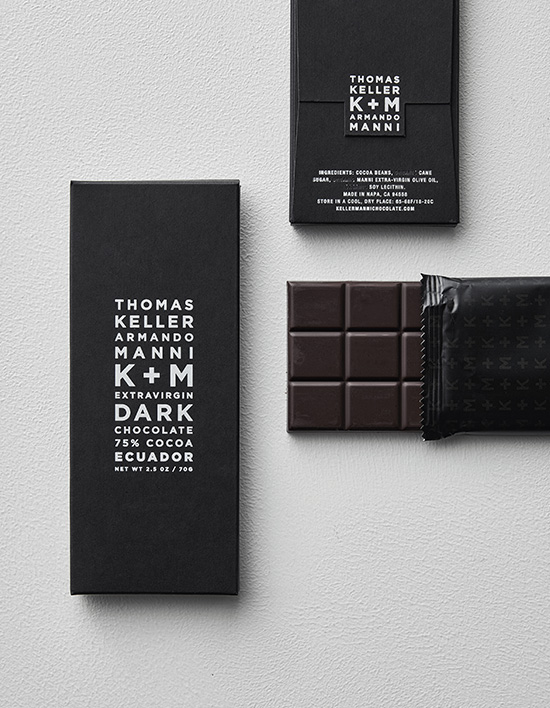 THOMAS
KELLER
K + M
ARMANDO
MANNI
INGREDIENTS: COCOA BEANS, CANE
SUGAR, MANNI EXTRA-VIRGIN OLIVE OIL,
SOY LECITHIN.
MADE IN NAPA, CA 94558
STORE IN A COOL, DRY PLACE: 65-68F/18-20C
KELLERMANNICHOCOLATE.COM
THOMAS
KELLER
ARMANDO
MANNI
K + M
EXTRAVIRGIN
DARK
CHOCOLATE
75% COCOA
ECUADOR
NET WT 2.5 OZ / 70G
K + M